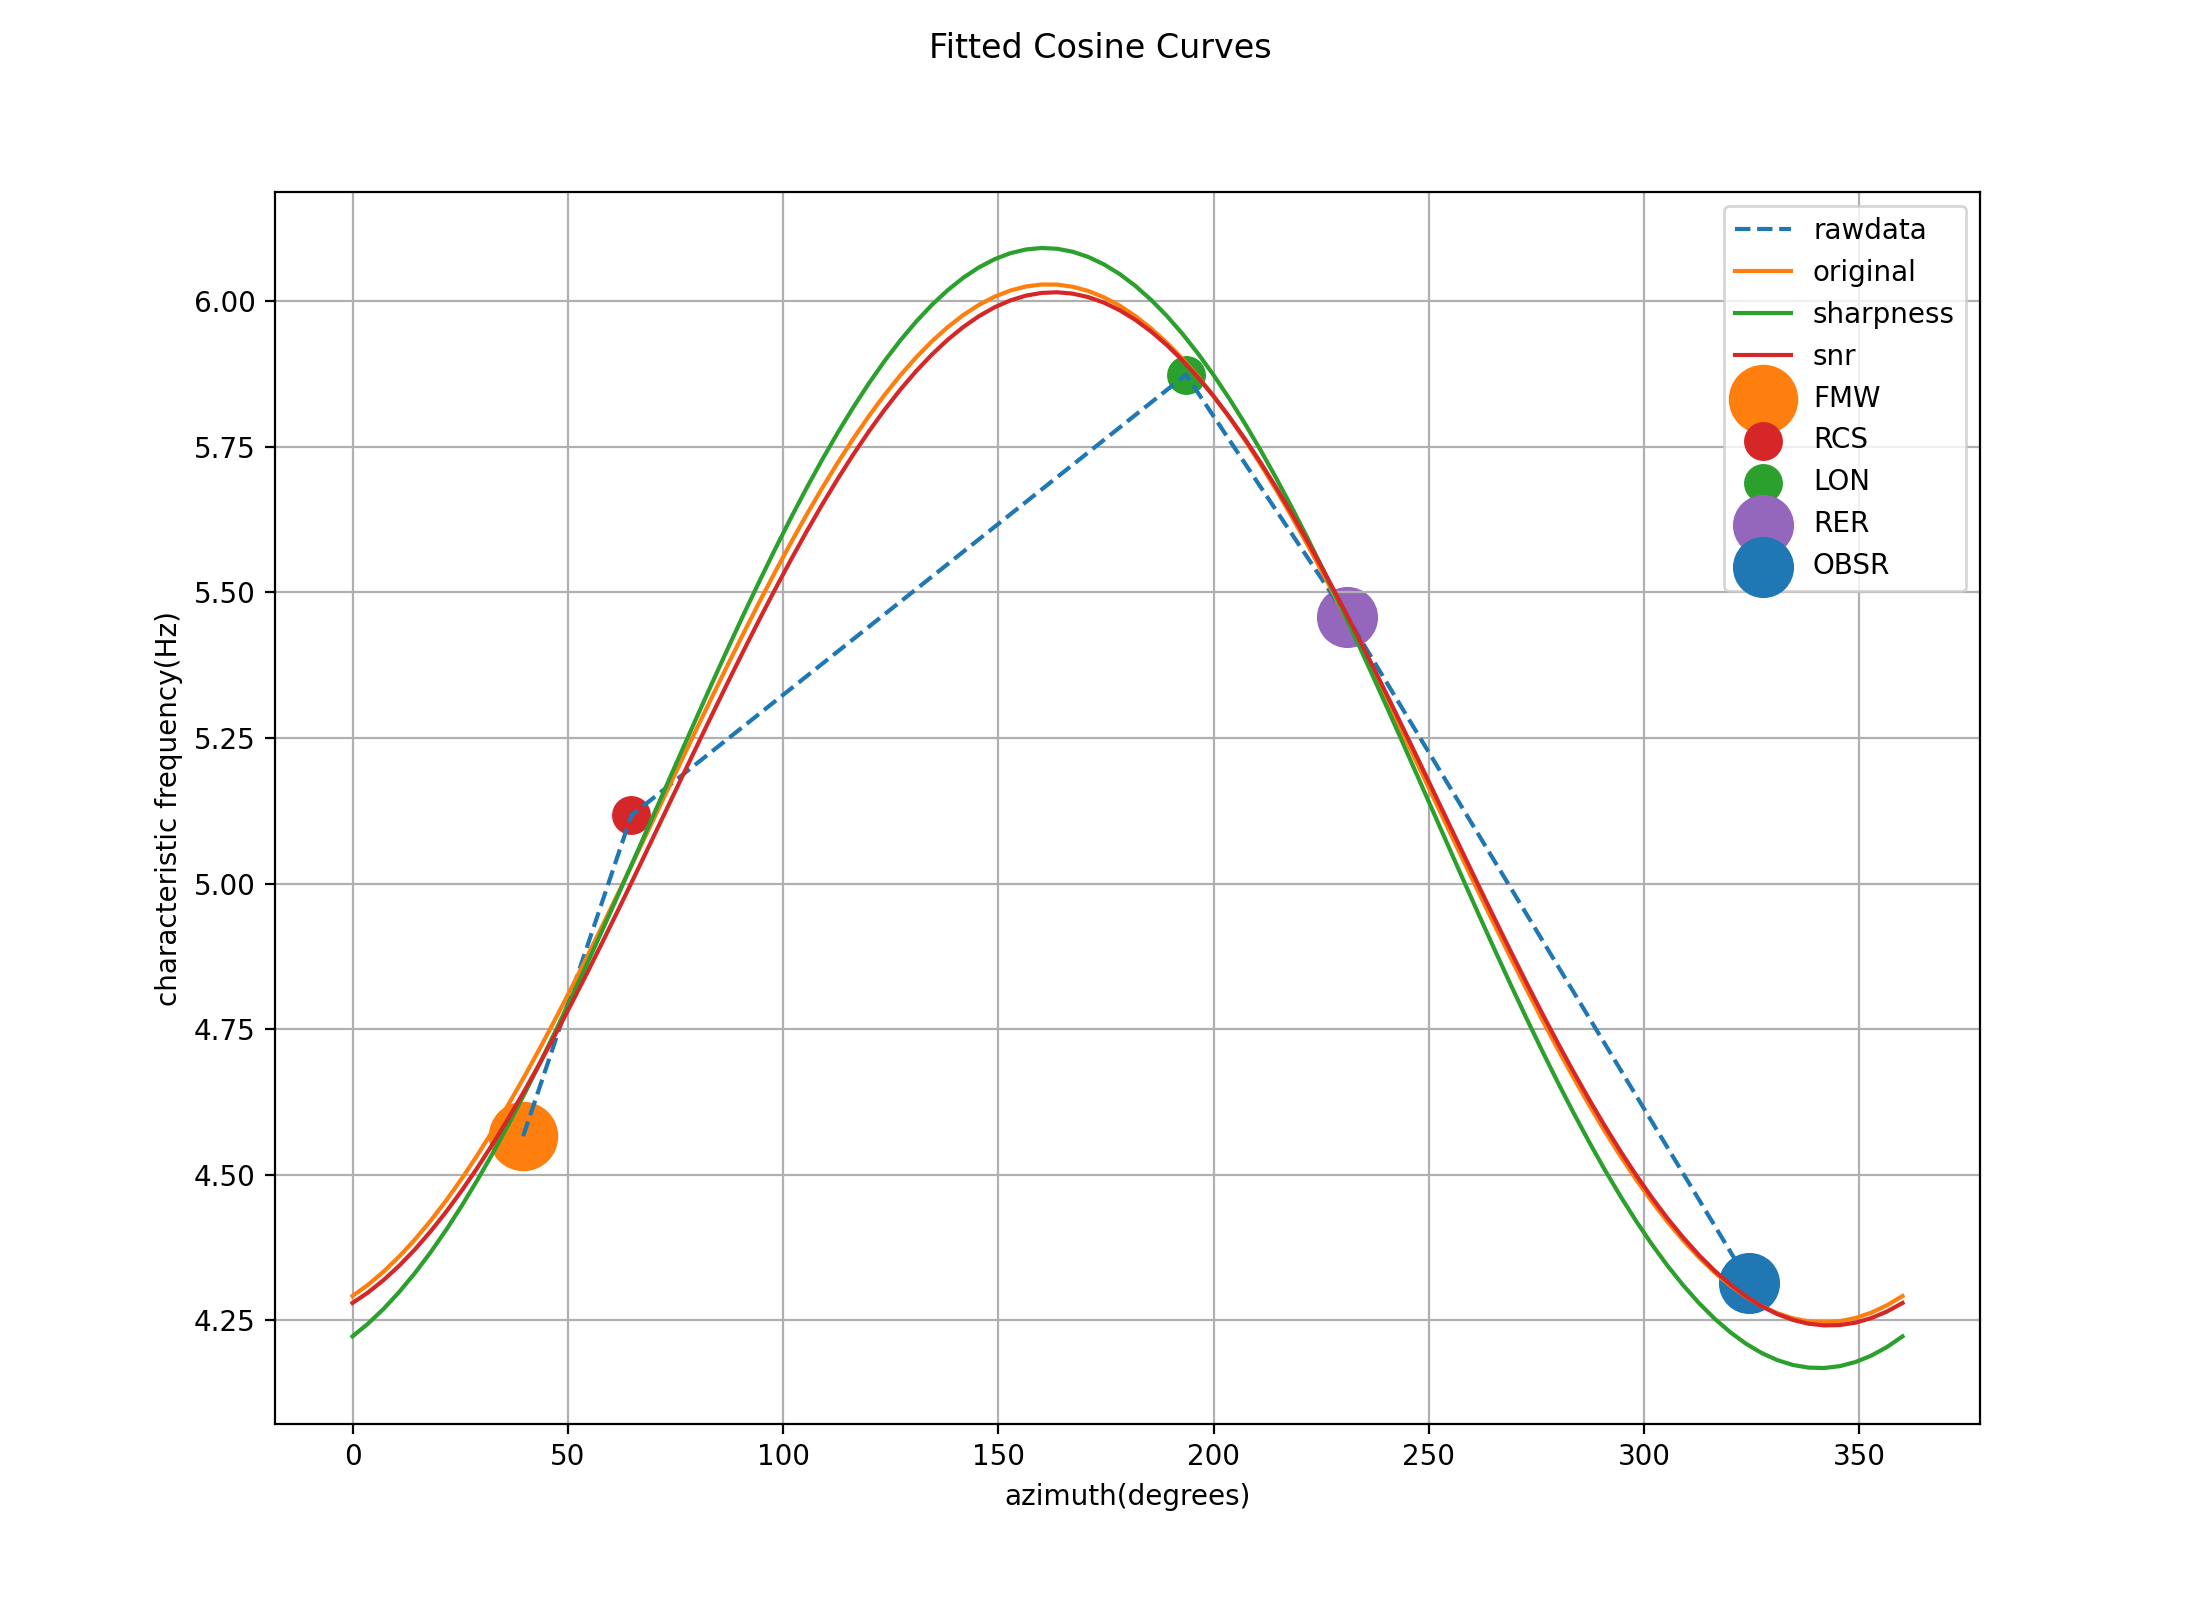 Fitted Cosine Curves
rawdata
original
sharpness
snr
FMW
RCS
LON
RER
OBSR
characteristic frequency(Hz)
6.00
5.75
5.50
5.25
5.00
4.75
4.50
4.25
0 50 100 150 200 250 300 350
azimuth(degrees)